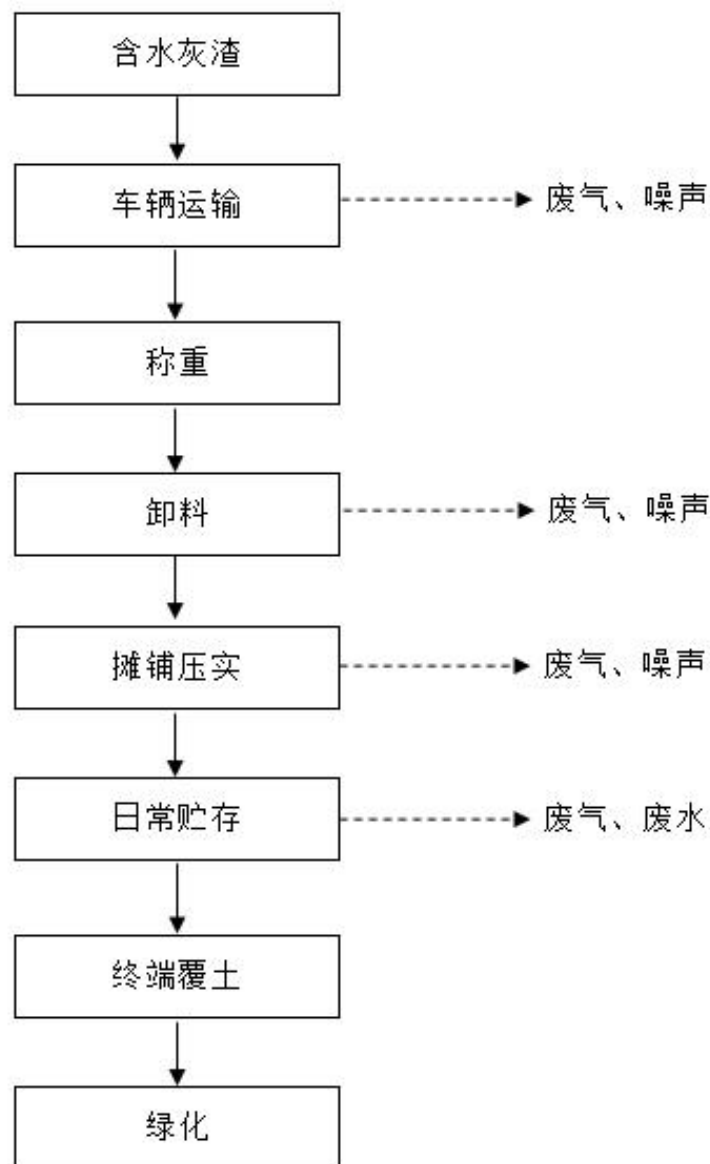 含水灰渣
车辆运输
废气、噪声
称重
卸料
废气、噪声
摊铺压实
废气、噪声
日常贮存
废气、废水
终端覆土
绿化